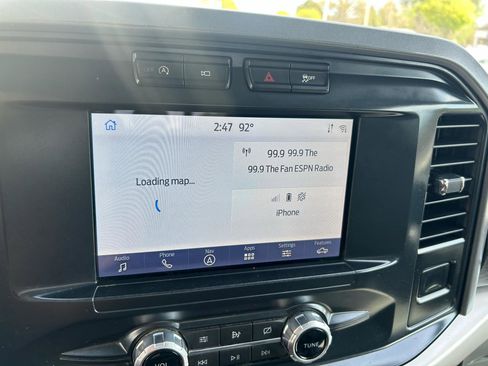 OFF
2:47 92°
99.9 99.9 The
99.9 The Fan ESPN Radio
Loading map...
iPhone
Audio Phone Nav Apps Settings Features
VOL
TUNE